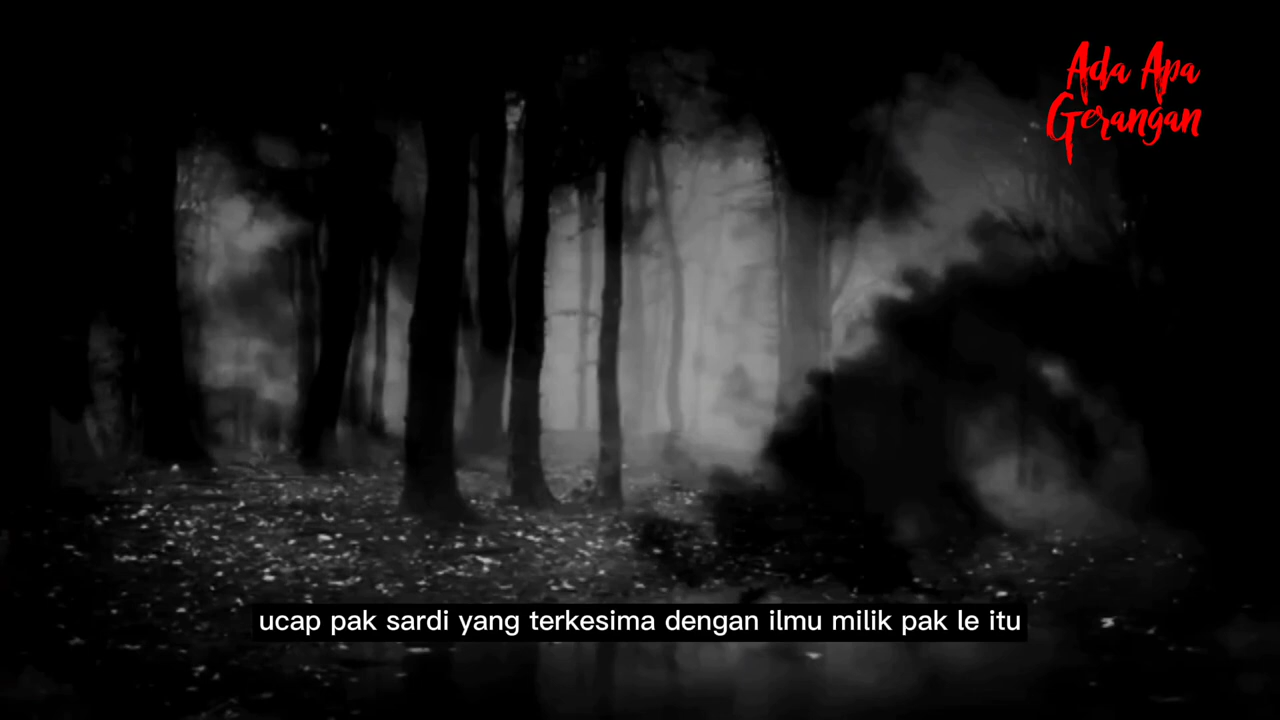 Ada Apa
Gerangan
ucap pak sardi yang terkesima dengan ilmu milik pak le itu